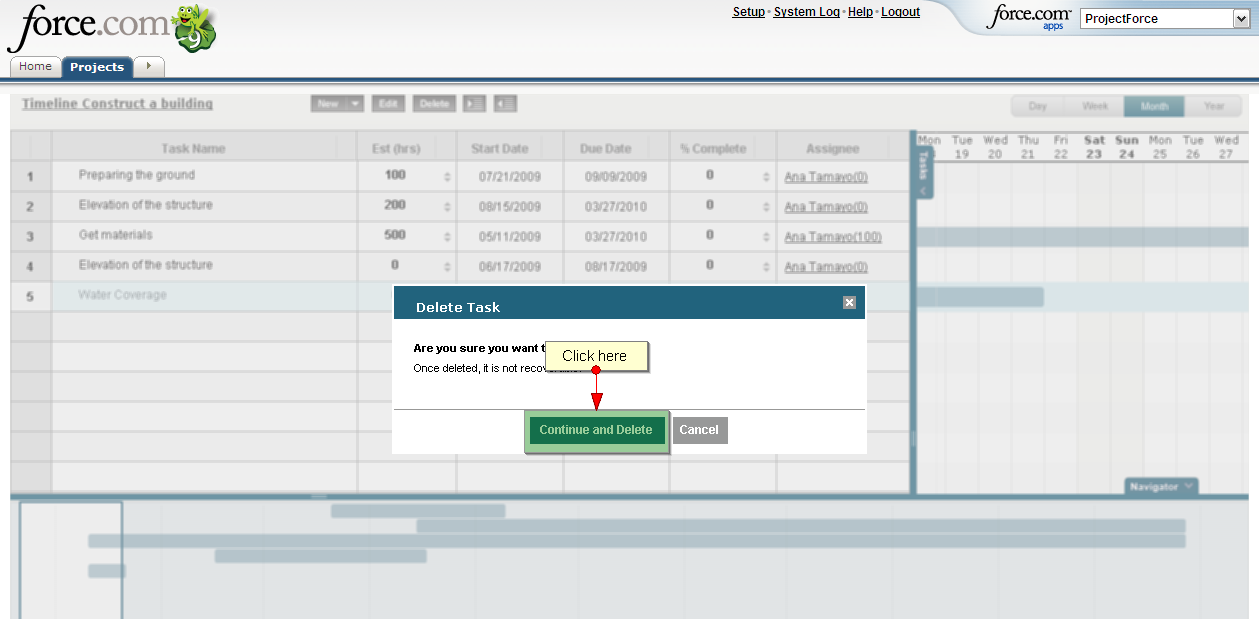 force.com
9
Setup · System Log · Help · Logout
force.com
apps
ProjectForce
Home
Projects
Timeline Construct a building
New
Edit
Delete
Day
Week
Month
Year
Task Name
Est (hrs)
Start Date
Due Date
% Complete
Assignee
Mon Tue Wed Thu Fri Sat Sun Mon Tue Wed
19 20 21 22 23 24 25 26 27
Tasks
1 Preparing the ground 100 07/21/2009 09/09/2009 0 Ana Tamayo(0)
2 Elevation of the structure 200 08/15/2009 03/27/2010 0 Ana Tamayo(0)
3 Get materials 500 05/11/2009 03/27/2010 0 Ana Tamayo(100)
4 Elevation of the structure 0 06/17/2009 08/17/2009 0 Ana Tamayo(0)
5 Water Coverage
Delete Task
Are you sure you want
Click here
Once deleted, it is not
Continue and Delete
Cancel
Navigator